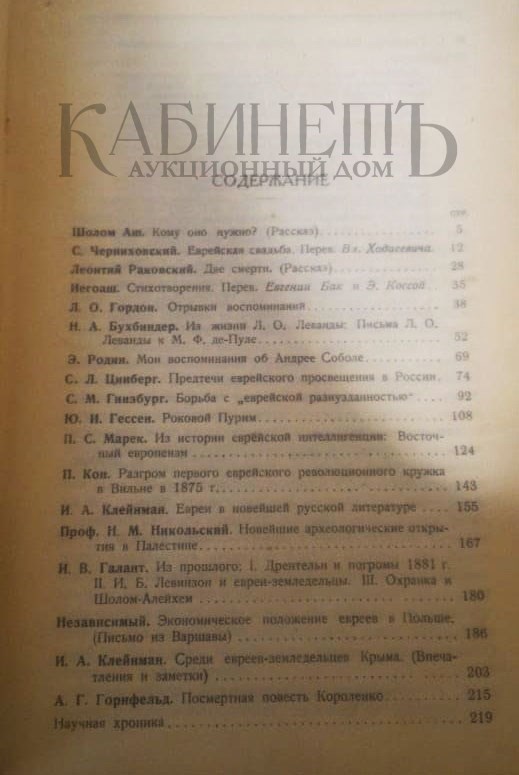 КАБИНЕТЪ
АУКЦИОННЫЙ ДОМ
СОДЕРЖАНИЕ
СТР.
Шолом Аш. Кому оно нужно? (Рассказ) 5
С. Черниховский. Еврейская свадьба. Перев. Вл. Ходасевича. 12
Леонтий Раковский. Две смерти. (Рассказ) 28
Иегоаш. Стихотворения. Перев. Евгении Бак и Э. Коссой 35
Л. О. Гордон. Отрывки воспоминаний 38
Н. А. Бухбиндер. Из жизни Л. О. Леванды: Письма Л. О.
Леванды к М. Ф. де-Пуле 52
Э. Родин. Мои воспоминания об Андрее Соболе 69
С. Л. Цинберг. Предтечи еврейского просвещения в России. 74
С. М. Гинзбург. Борьба с „еврейской разнузданностью“ 92
Ю. И. Гессен. Роковой Пурим 108
П. С. Марек. Из истории еврейской интеллигенции: Восточ-
ный европеизм 124
П. Кон. Разгром первого еврейского революционного кружка
в Вильне в 1875 г. 143
И. А. Клейнман. Евреи в новейшей русской литературе 155
Проф. Н. М. Никольский. Новейшие археологические откры-
тия в Палестине 167
И. В. Галант. Из прошлого: I. Дрентельн и погромы 1881 г.
II. И. Б. Левинзон и евреи-земледельцы. III. Охранка и
Шолом-Алейхем 180
Независимый. Экономическое положение евреев в Польше.
(Письмо из Варшавы) 186
И. А. Клейнман. Среди евреев-земледельцев Крыма. (Впечат-
ления и заметки) 203
А. Г. Горнфельд. Посмертная повесть Короленко 215
Научная хроника 219